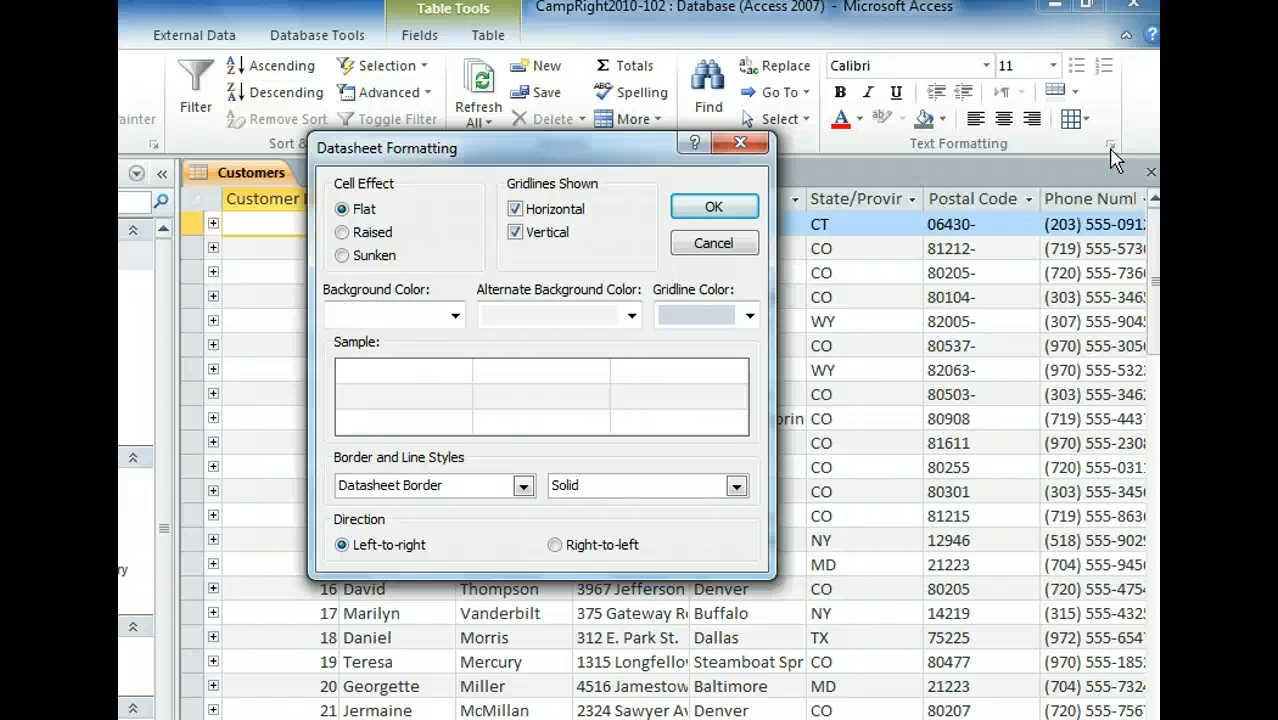 Table Tools
CampRight2010-102 : Database (Access 2007) - Microsoft Access
External Data Database Tools Fields Table
Filter
Ascending
Descending
Remove Sort
Selection
Advanced
Toggle Filter
Refresh
All
New
Save
Delete
Totals
Spelling
More
Find
Replace
Go To
Select
Calibri 11
B I U
A
Text Formatting
Datasheet Formatting
Customers
Cell Effect
Flat
Raised
Sunken
Gridlines Shown
Horizontal
Vertical
OK
Cancel
Background Color: Alternate Background Color: Gridline Color:
Sample:
Border and Line Styles
Datasheet Border Solid
Direction
Left-to-right Right-to-left
Customer State/Provir Postal Code Phone Numl
CT 06430- (203) 555-091
CO 81212- (719) 555-573
CO 80205- (720) 555-736
CO 80104- (303) 555-346
WY 82005- (307) 555-904
CO 80537- (970) 555-305
WY 82063- (970) 555-532
CO 80503- (303) 555-346
prin CO 80908 (719) 555-443
CO 81611 (970) 555-230
CO 80255 (720) 555-031
CO 80301 (303) 555-345
CO 81215 (719) 555-863
NY 12946 (518) 555-902
MD 21223 (704) 555-945
16 David Thompson 3967 Jefferson Denver CO 80205 (720) 555-475
17 Marilyn Vanderbilt 375 Gateway Buffalo NY 14219 (315) 555-432
18 Daniel Morris 312 E. Park St. Dallas TX 75225 (972) 555-654
19 Teresa Mercury 1315 Longfello Steamboat Spr CO 80477 (970) 555-185
20 Georgette Miller 4516 Jamestow Baltimore MD 21223 (704) 555-732
21 Jermaine McMillan 2324 Sawyer Denver CO 80207 (720) 555-756